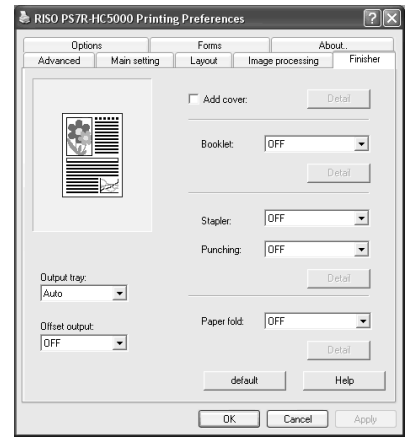 RISO PS7R-HC5000 Printing Preferences
Options Forms About..
Advanced Main setting Layout Image processing Finisher
Add cover: Detail
Booklet: OFF
Detail
Stapler: OFF
Punching: OFF
Output tray: Detail
Auto
Paper fold: OFF
Offset output:
OFF Detail
default Help
OK Cancel Apply